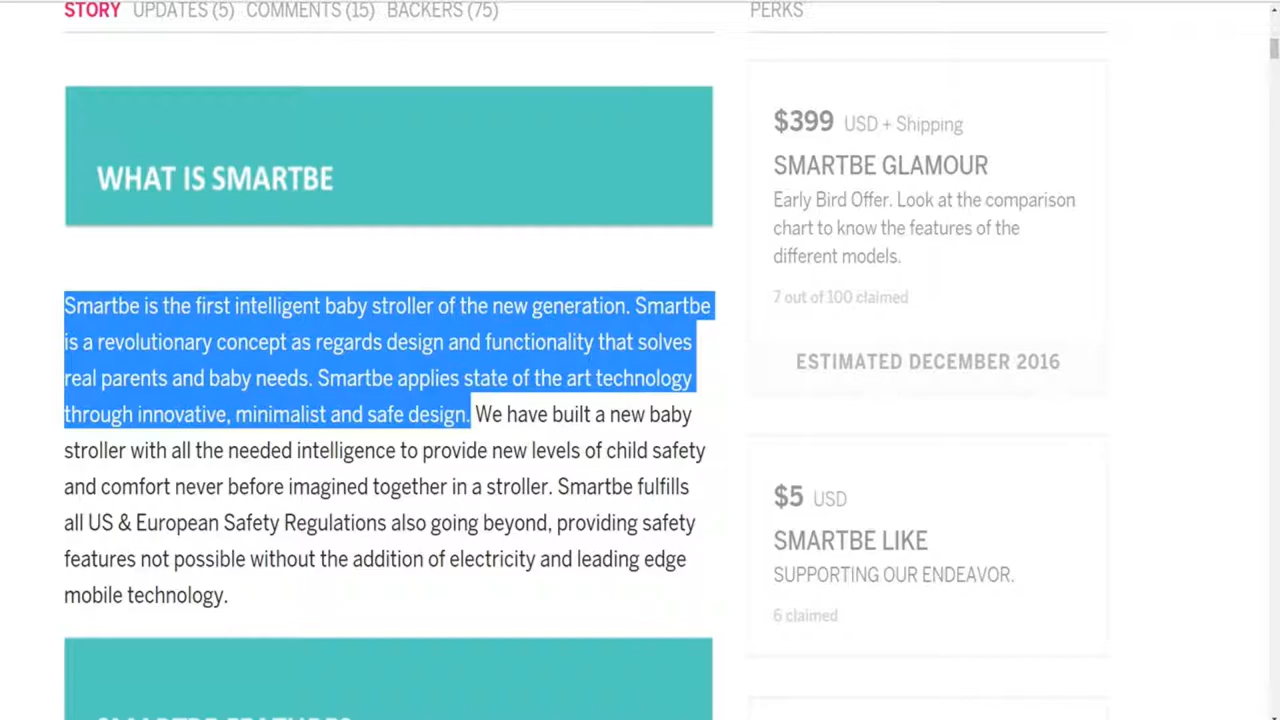 STORY UPDATES (5) COMMENTS (15) BACKERS (75)
WHAT IS SMARTBE
Smartbe is the first intelligent baby stroller of the new generation. Smartbe
is a revolutionary concept as regards design and functionality that solves
real parents and baby needs. Smartbe applies state of the art technology
through innovative, minimalist and safe design. We have built a new baby
stroller with all the needed intelligence to provide new levels of child safety
and comfort never before imagined together in a stroller. Smartbe fulfills
all US & European Safety Regulations also going beyond, providing safety
features not possible without the addition of electricity and leading edge
mobile technology.
SMARTBE FEATURES
PERKS
$399 USD + Shipping
SMARTBE GLAMOUR
Early Bird Offer. Look at the comparison
chart to know the features of the
different models.
7 out of 100 claimed
ESTIMATED DECEMBER 2016
$5 USD
SMARTBE LIKE
SUPPORTING OUR ENDEAVOR.
6 claimed